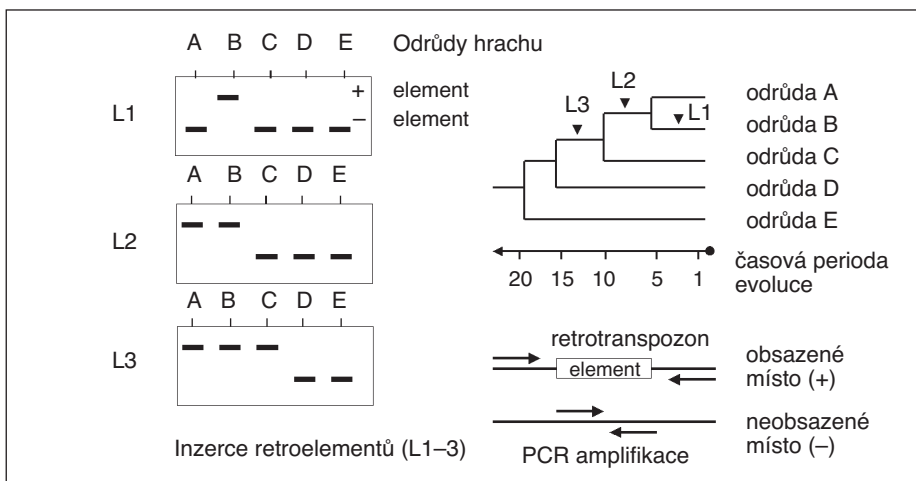 A B C D E Odrůdy hrachu
L1
+ element
– element
A B C D E
L2
A B C D E
L3
Inzerce retroelementů (L1–3)
L2
L3
L1
odrůda A
odrůda B
odrůda C
odrůda D
odrůda E
20 15 10 5 1
časová perioda
evoluce
retrotranspozon
element
obsazené
místo (+)
neobsazené
místo (–)
PCR amplifikace